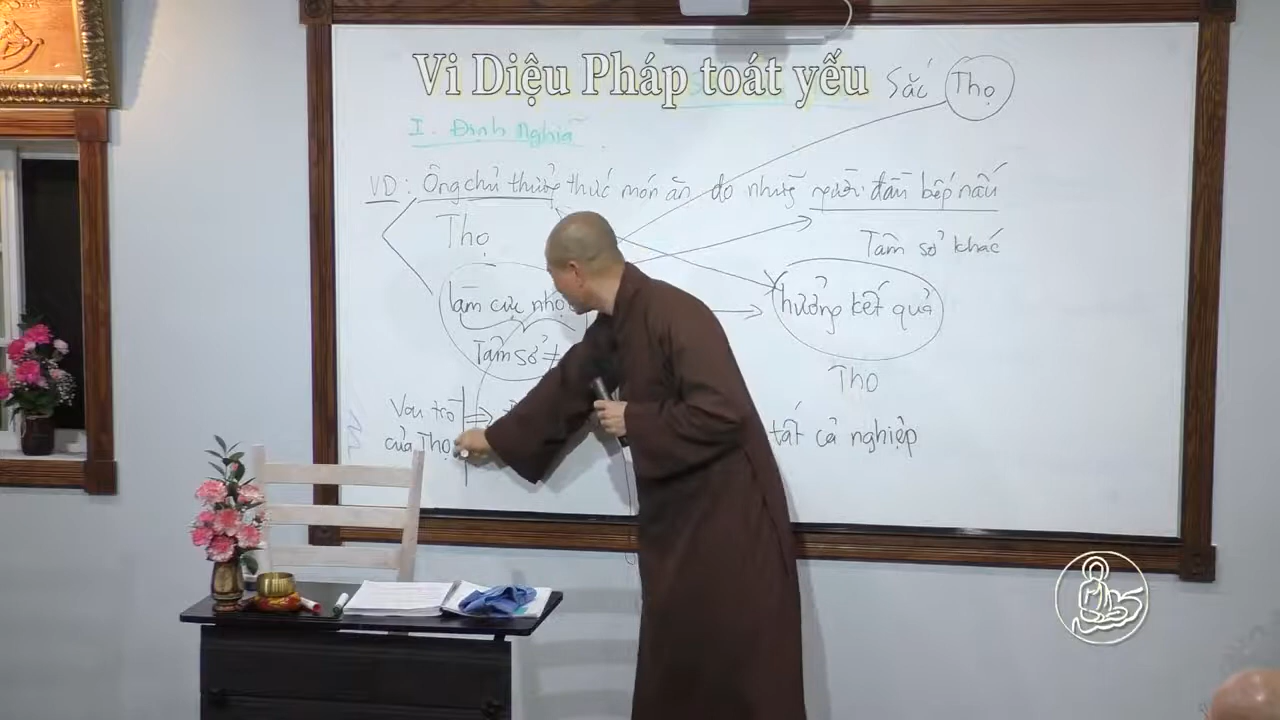 Vi Diệu Pháp toát yếu
Sắc Thọ
I. Định Nghĩa
VD: Ông chủ thưởng thức món ăn do những người đầu bếp nấu
Thọ
Tâm sở khác
làm cực nhọc
hưởng kết quả
Tâm sở ≠
Thọ
Vai trò
của Thọ
tất cả nghiệp